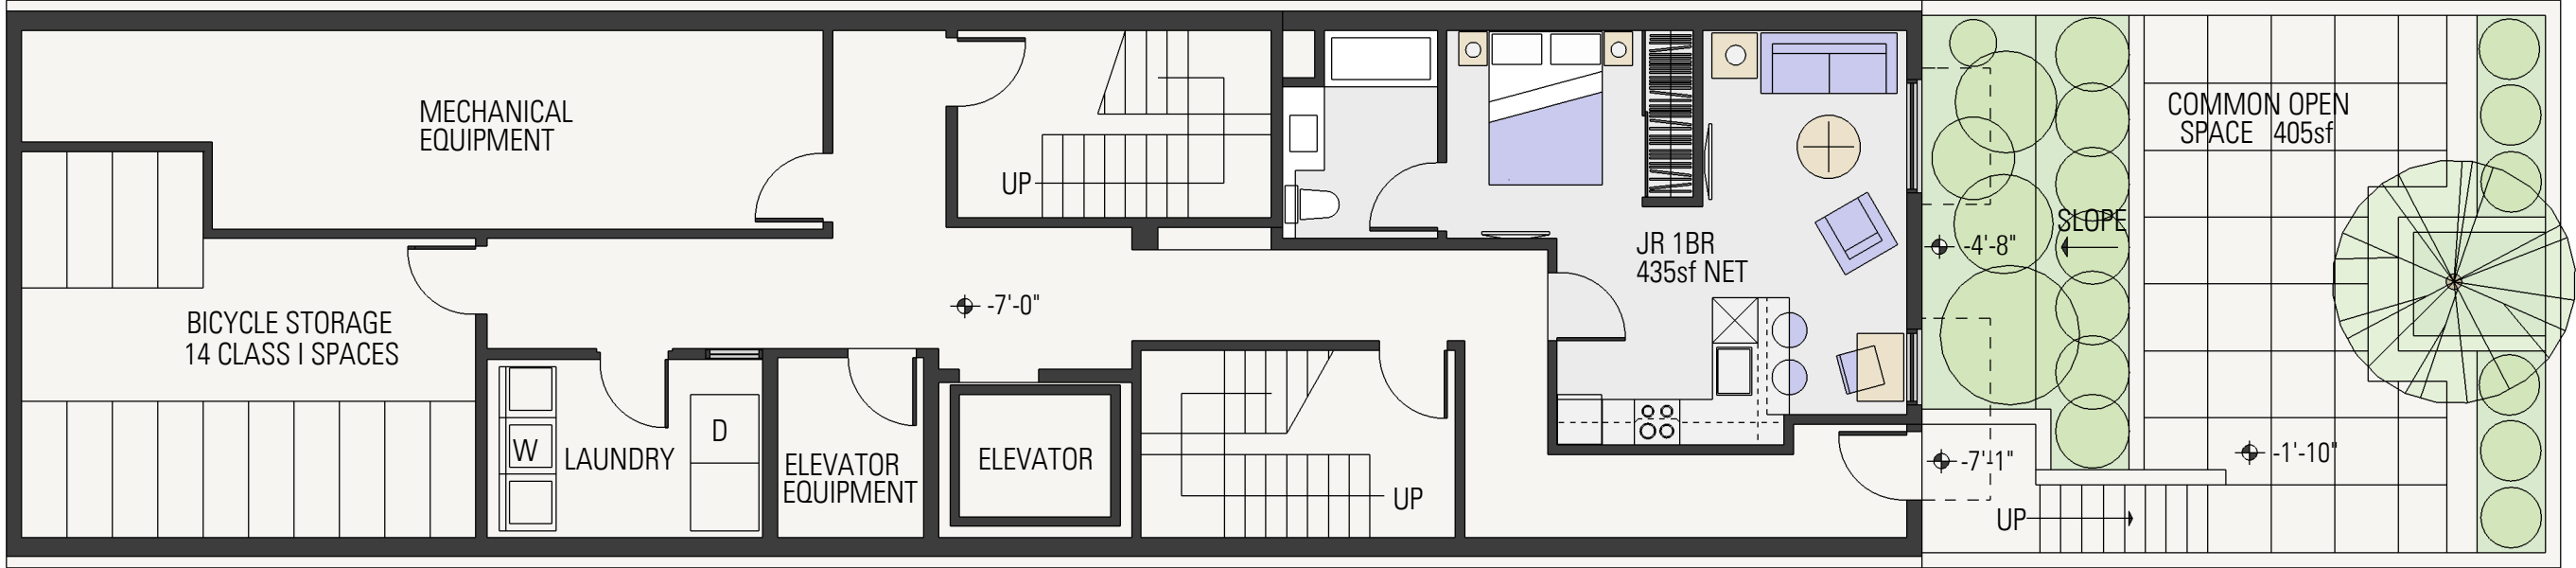 MECHANICAL
EQUIPMENT
UP
COMMON OPEN
SPACE 405sf
SLOPE
-4'-8"
JR 1BR
435sf NET
-7'-0"
BICYCLE STORAGE
14 CLASS I SPACES
W
LAUNDRY
D
ELEVATOR
EQUIPMENT
ELEVATOR
UP
-7'-1"
-1'-10"
UP